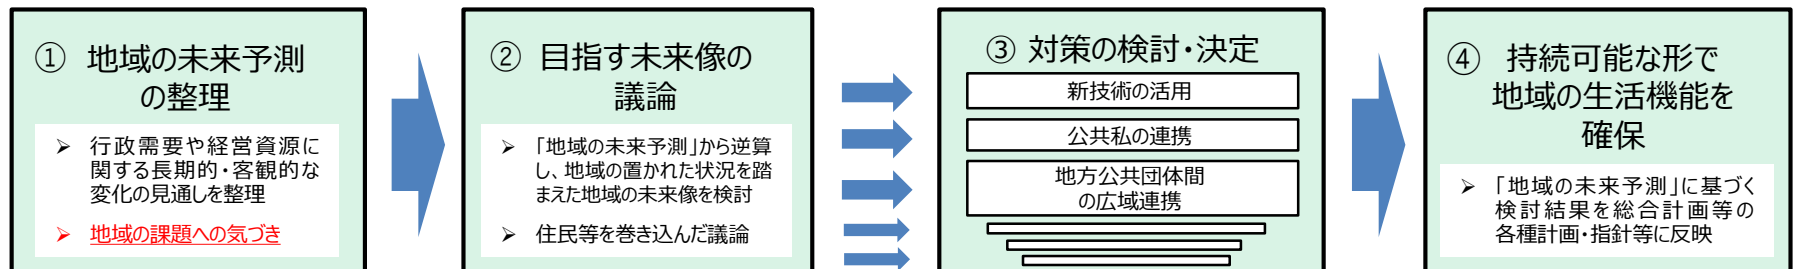 ① 地域の未来予測
の整理
➢ 行政需要や経営資源に
関する長期的・客観的な
変化の見通しを整理
➢ 地域の課題への気づき
② 目指す未来像の
議論
➢ 「地域の未来予測」から逆算
し、地域の置かれた状況を踏
まえた地域の未来像を検討
➢ 住民等を巻き込んだ議論
③ 対策の検討・決定
新技術の活用
公共私の連携
地方公共団体間
の広域連携
④ 持続可能な形で
地域の生活機能を
確保
➢ 「地域の未来予測」に基づく
検討結果を総合計画等の
各種計画・指針等に反映